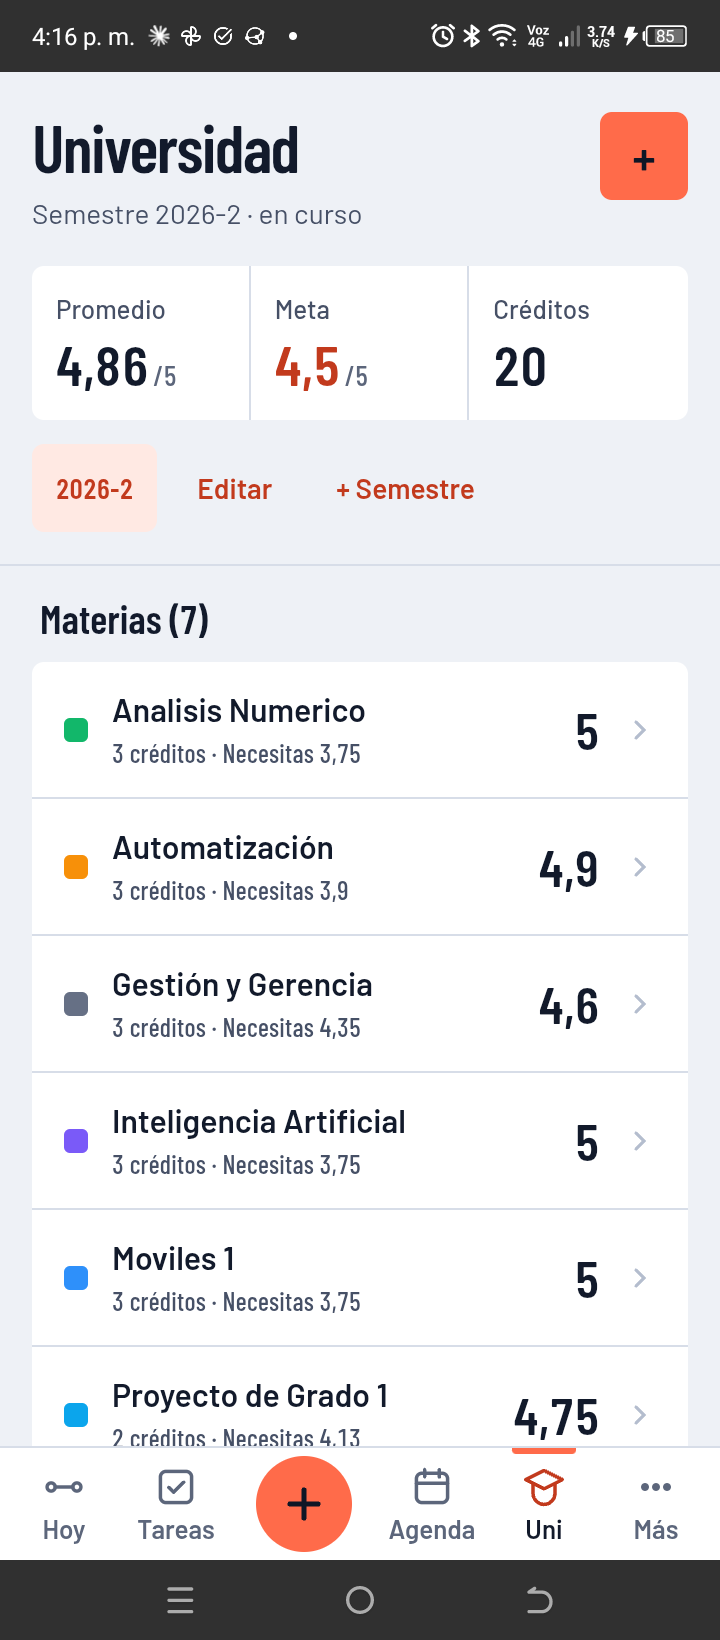 4:16 p. m.
Voz 4G
3.74 K/S
85
Universidad
+
Semestre 2026-2 · en curso
Promedio
Meta
Créditos
4,86 /5
4,5 /5
20
2026-2
Editar
+ Semestre
Materias (7)
Analisis Numerico
3 créditos · Necesitas 3,75
5
Automatización
3 créditos · Necesitas 3,9
4,9
Gestión y Gerencia
3 créditos · Necesitas 4,35
4,6
Inteligencia Artificial
3 créditos · Necesitas 3,75
5
Moviles 1
3 créditos · Necesitas 3,75
5
Proyecto de Grado 1
2 créditos · Necesitas 4,13
4,75
Hoy
Tareas
+
Agenda
Uni
Más